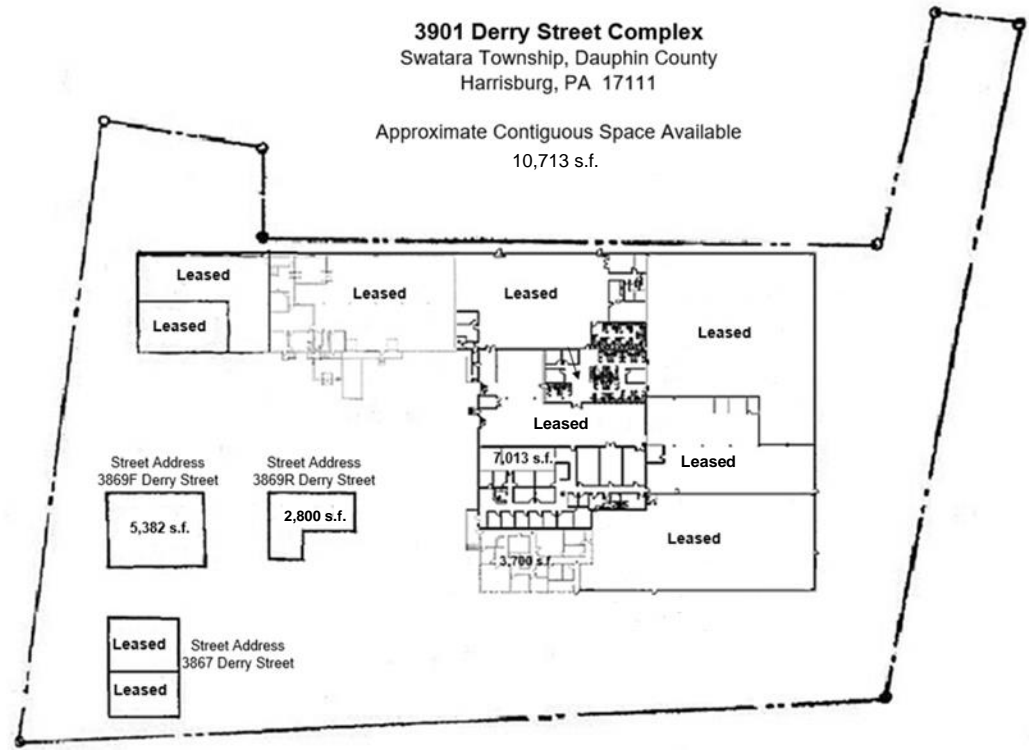 3901 Derry Street Complex
Swatara Township, Dauphin County
Harrisburg, PA 17111
Approximate Contiguous Space Available
10,713 s.f.
Leased
Leased
Leased
Leased
Leased
Leased
Leased
7,013 s.f.
Leased
Street Address
3869F Derry Street
5,382 s.f.
Street Address
3869R Derry Street
2,800 s.f.
Leased
3,700 s.f.
Leased
Street Address
3867 Derry Street
Leased